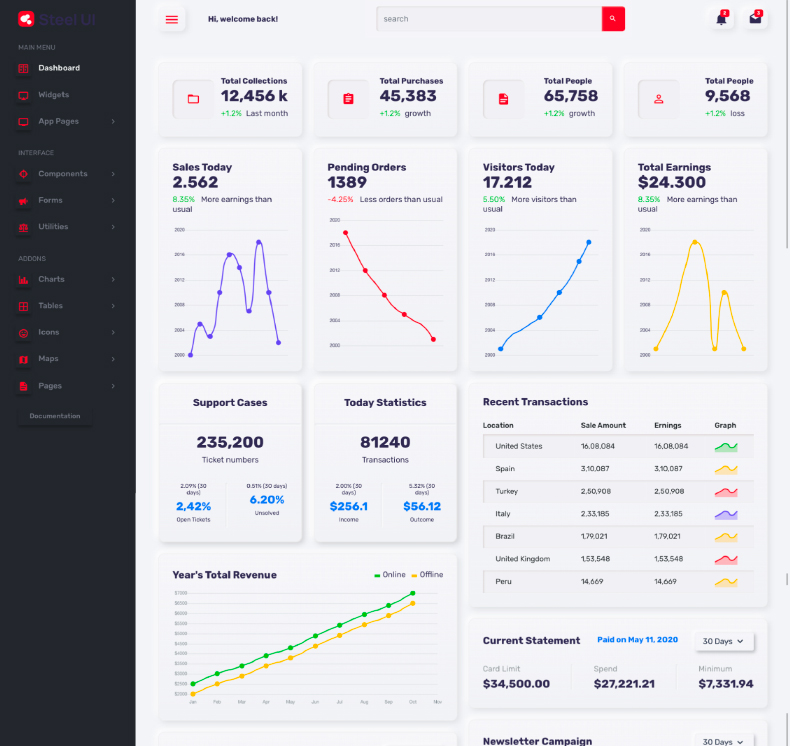 Steel UI
Hi, welcome back!
search
2
3
MAIN MENU
Dashboard
Widgets
App Pages
INTERFACE
Components
Forms
Utilities
ADDONS
Charts
Tables
Icons
Maps
Pages
Documentation
Total Collections
12,456 k
+1.2% Last month
Total Purchases
45,383
+1.2% growth
Total People
65,758
+1.2% growth
Total People
9,568
+1.2% loss
Sales Today
2.562
8.35% More earnings than
usual
2020
2016
2012
2008
2004
2000
Pending Orders
1389
-4.25% Less orders than usual
2020
2016
2012
2008
2004
2000
Visitors Today
17.212
5.50% More visitors than
usual
2020
2016
2012
2008
2004
2000
Total Earnings
$24.300
8.35% More earnings than
usual
2020
2016
2012
2008
2004
2000
Support Cases
235,200
Ticket numbers
2.09% (30
days)
2,42%
Open Tickets
0.51% (30 days)
6.20%
Unsolved
Today Statistics
81240
Transactions
2.00% (30
days)
$256.1
Income
5.32% (30
days)
$56.12
Outcome
Recent Transactions
Location Sale Amount Ernings Graph
United States 16,08,084 16,08,084
Spain 3,10,087 3,10,087
Turkey 2,50,908 2,50,908
Italy 2,33,185 2,33,185
Brazil 1,79,021 1,79,021
United Kingdom 1,53,548 1,53,548
Peru 14,669 14,669
Year's Total Revenue
Online Offline
$7000
$6500
$6000
$5500
$5000
$4500
$4000
$3500
$3000
$2500
$2000
Jan Feb Mar Apr May Jun Jul Aug Sep Oct Nov
Current Statement Paid on May 11, 2020 30 Days
Card Limit Spend Minimum
$34,500.00 $27,221.21 $7,331.94
Newsletter Campaign 30 Days